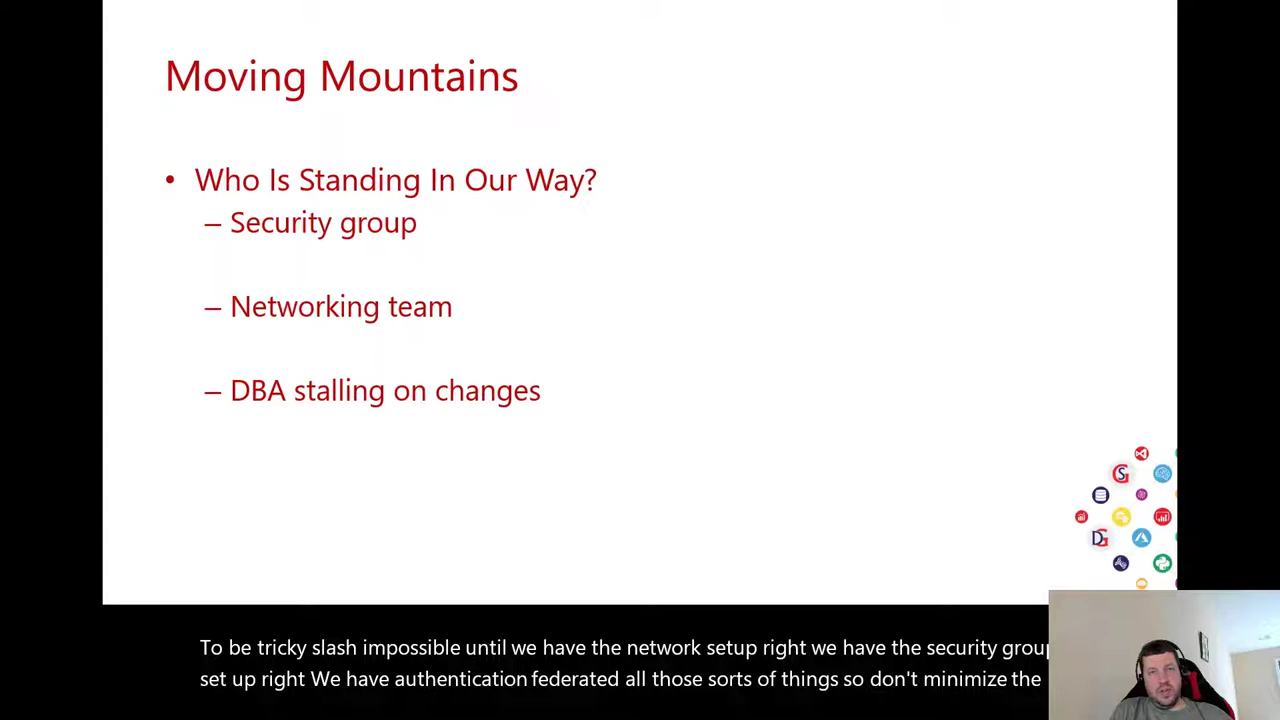 Moving Mountains
• Who Is Standing In Our Way?
– Security group
– Networking team
– DBA stalling on changes
To be tricky slash impossible until we have the network setup right we have the security group
set up right We have authentication federated all those sorts of things so don't minimize the